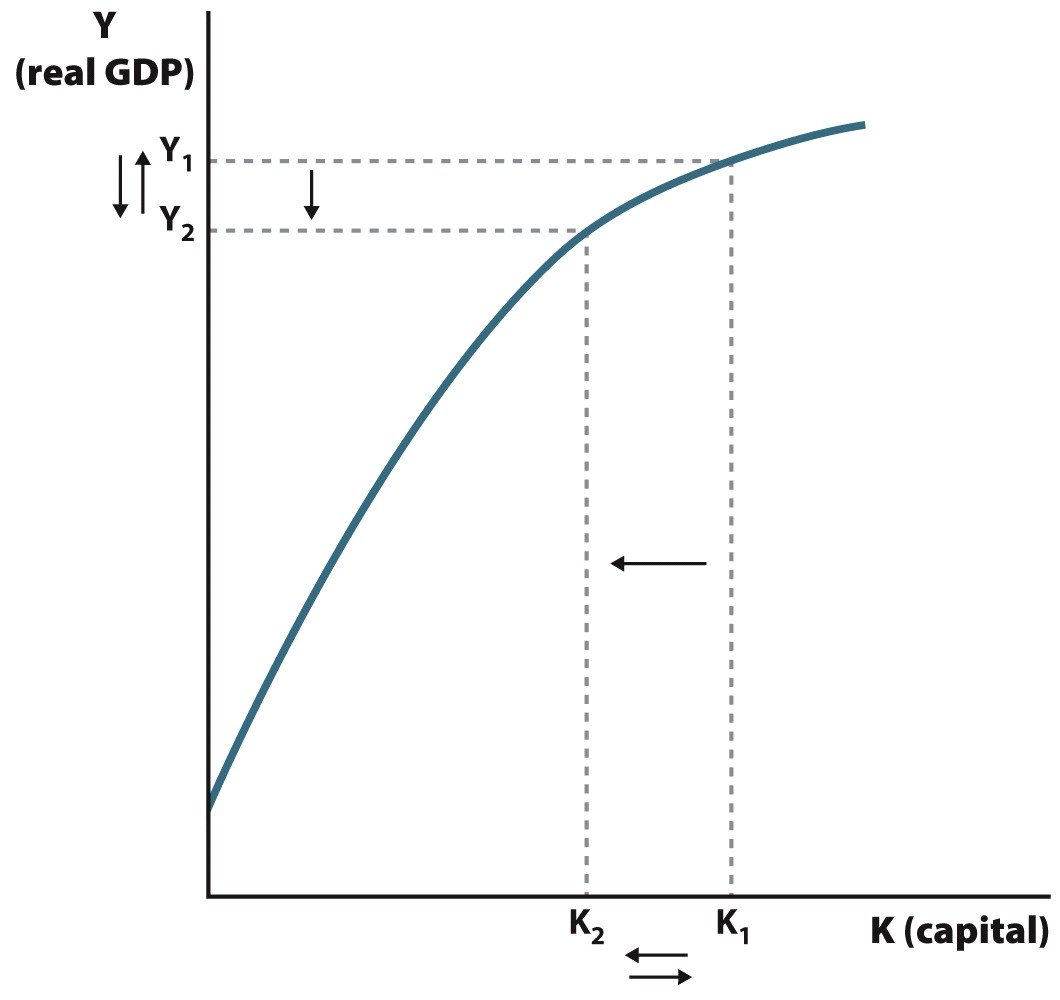 Y
(real GDP)
Y₁
Y₂
K₂
K₁
K (capital)